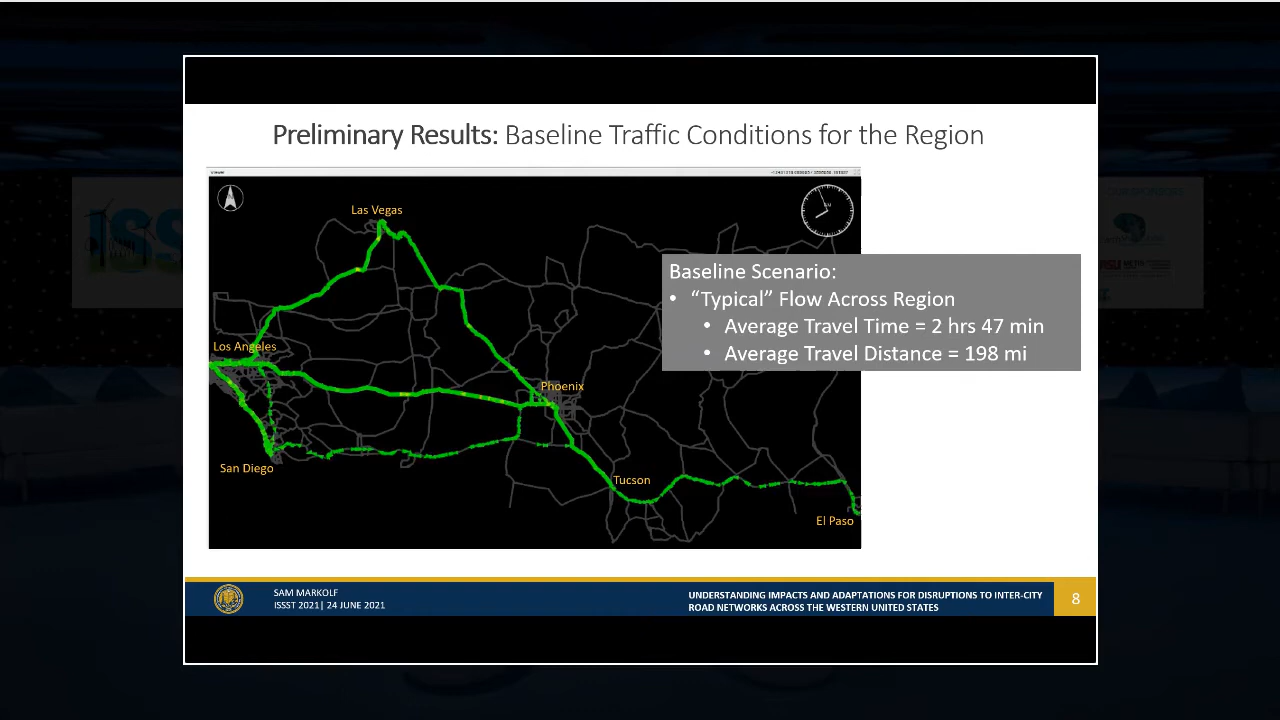 Preliminary Results: Baseline Traffic Conditions for the Region
Las Vegas
Baseline Scenario:
• “Typical” Flow Across Region
• Average Travel Time = 2 hrs 47 min
• Average Travel Distance = 198 mi
Los Angeles
Phoenix
San Diego
Tucson
El Paso
SAM MARKOLF
ISSST 2021| 24 JUNE 2021
UNDERSTANDING IMPACTS AND ADAPTATIONS FOR DISRUPTIONS TO INTER-CITY
ROAD NETWORKS ACROSS THE WESTERN UNITED STATES
8